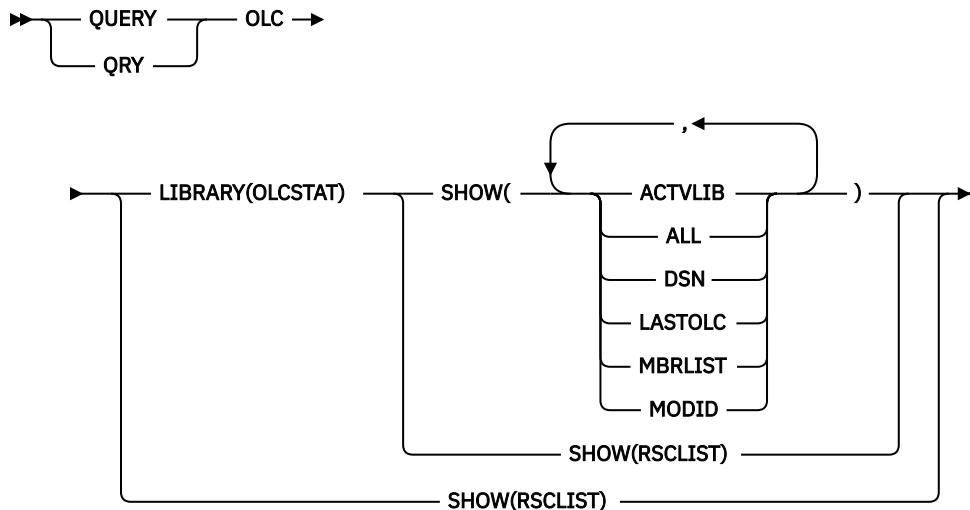 QUERY OLC
QRY
,
LIBRARY(OLCSTAT) SHOW( ACTVLIB )
ALL
DSN
LASTOLC
MBRLIST
MODID
SHOW(RSCLIST)
SHOW(RSCLIST)